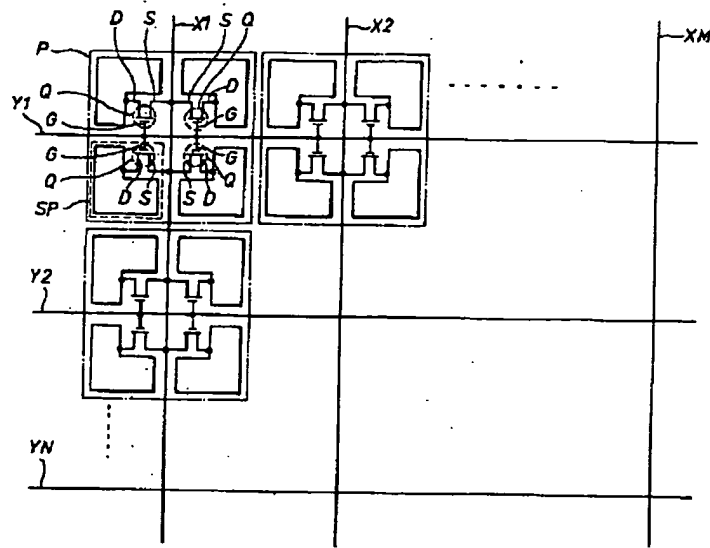 X1 X2 XM
P D S S Q
D
Q
Y1 G G
G G
Q Q
SP D S S D
Y2
YN